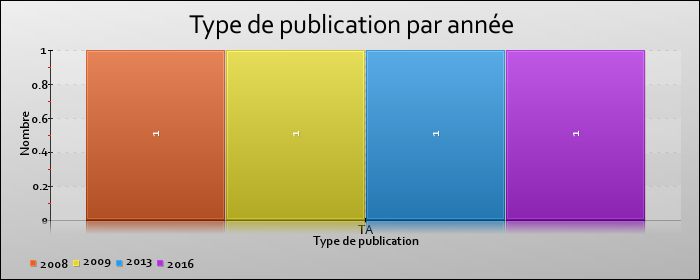 Type de publication par année
Nombre
1
0.8
0.6
0.4
0.2
0
1 1 1 1
TA
Type de publication
2008 2009 2013 2016